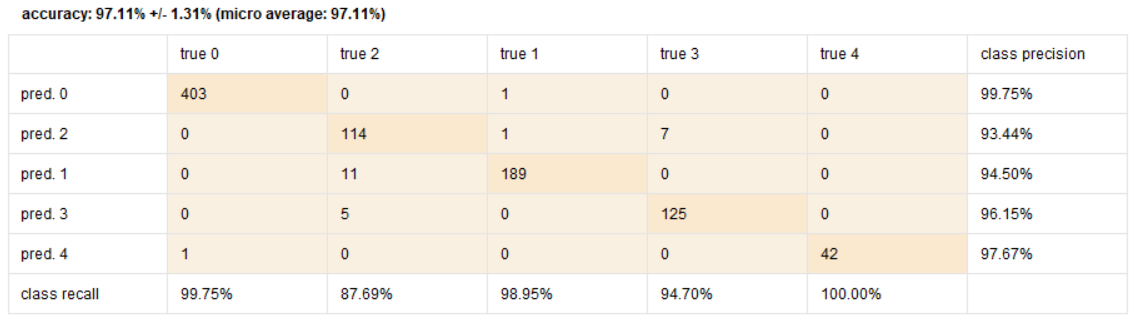 accuracy: 97.11% +/- 1.31% (micro average: 97.11%)
true 0 true 2 true 1 true 3 true 4 class precision
pred. 0 403 0 1 0 0 99.75%
pred. 2 0 114 1 7 0 93.44%
pred. 1 0 11 189 0 0 94.50%
pred. 3 0 5 0 125 0 96.15%
pred. 4 1 0 0 0 42 97.67%
class recall 99.75% 87.69% 98.95% 94.70% 100.00%